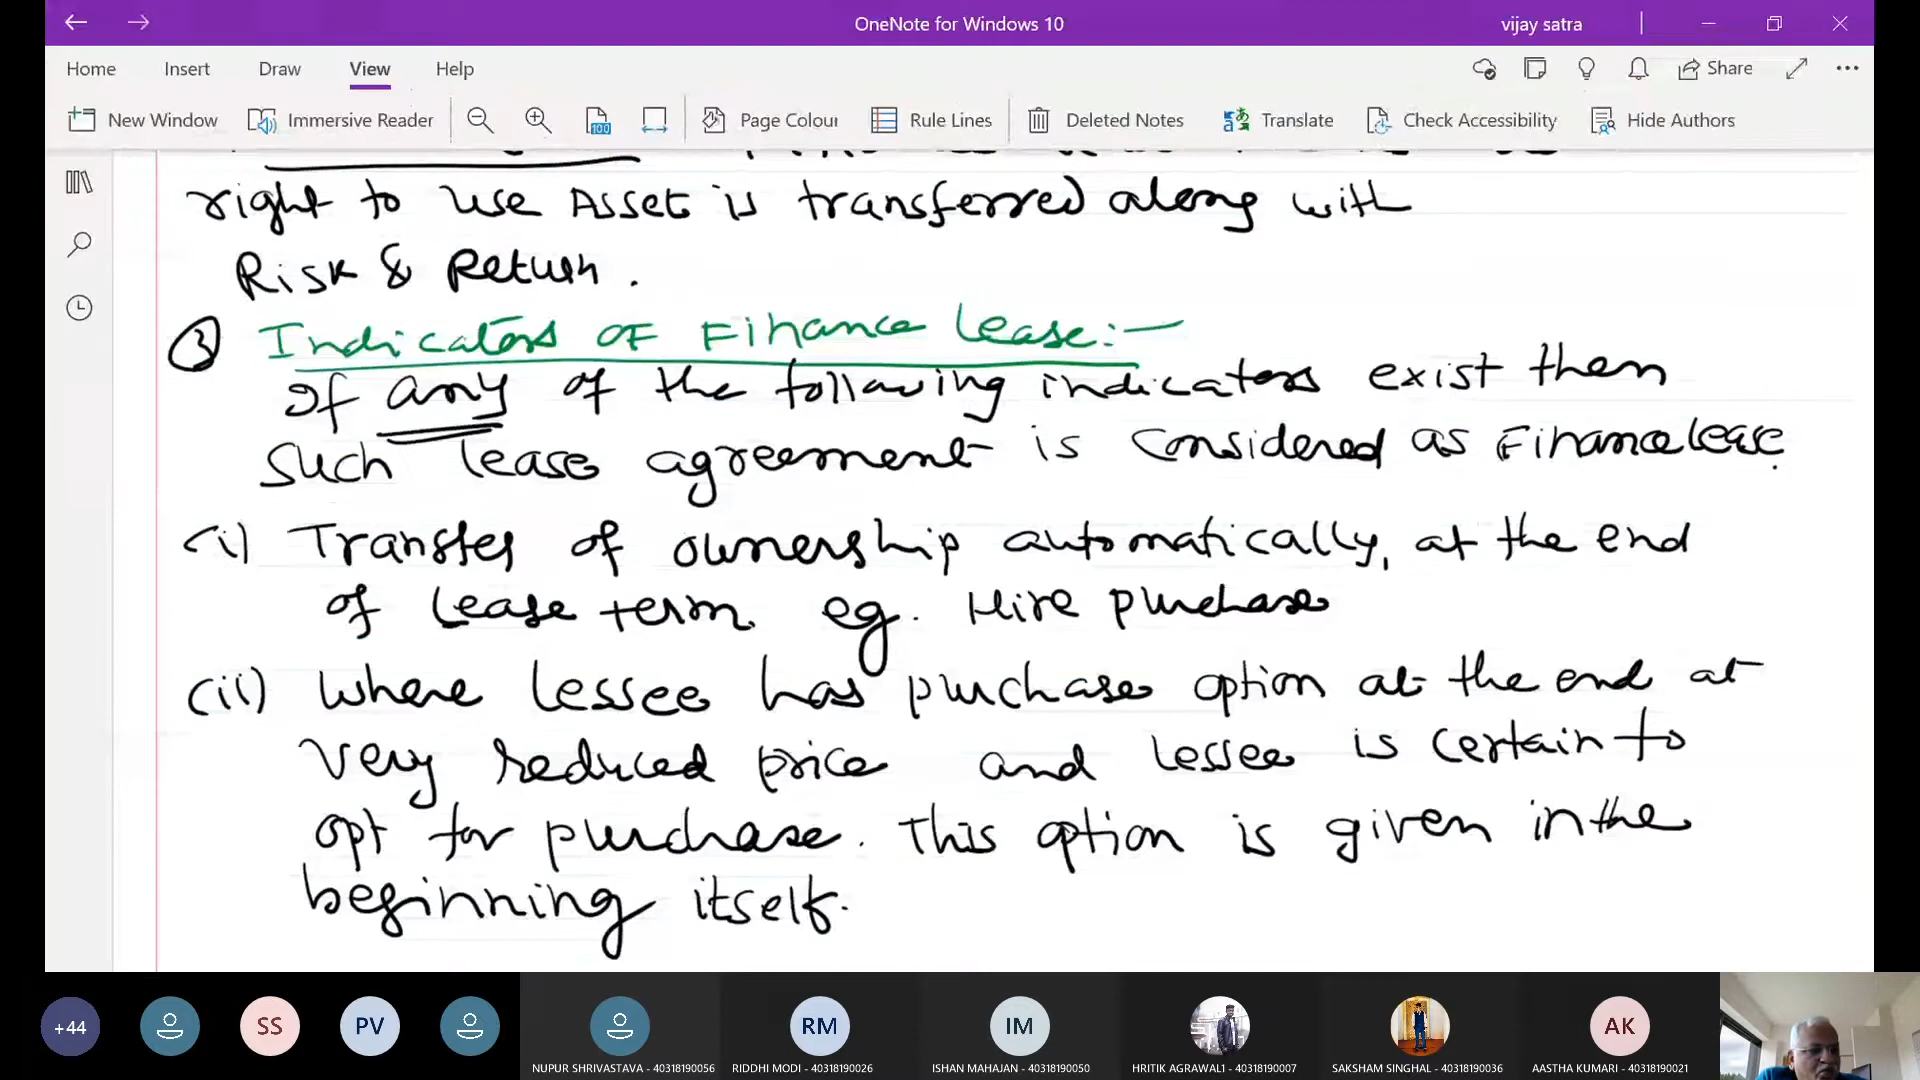 OneNote for Windows 10
vijay satra
Home Insert Draw View Help
Share
New Window Immersive Reader 100 Page Colour Rule Lines Deleted Notes Translate Check Accessibility Hide Authors
right to use Asset is transferred along with
Risk & Return.
3 Indicators of Finance Lease:-
If any of the following indicators exist then
such lease agreement is considered as Finance lease.
(i) Transfer of ownership automatically, at the end
of Lease term. eg. Hire purchase
(ii) Where lessee has purchase option at the end at
very reduced price and lessee is certain to
opt for purchase. This option is given in the
beginning itself.
+44 SS PV RM IM AK
NUPUR SHRIVASTAVA - 40318190056 RIDDHI MODI - 40318190026 ISHAN MAHAJAN - 40318190050 HRITIK AGRAWAL1 - 40318190007 SAKSHAM SINGHAL - 40318190036 AASTHA KUMARI - 40318190021